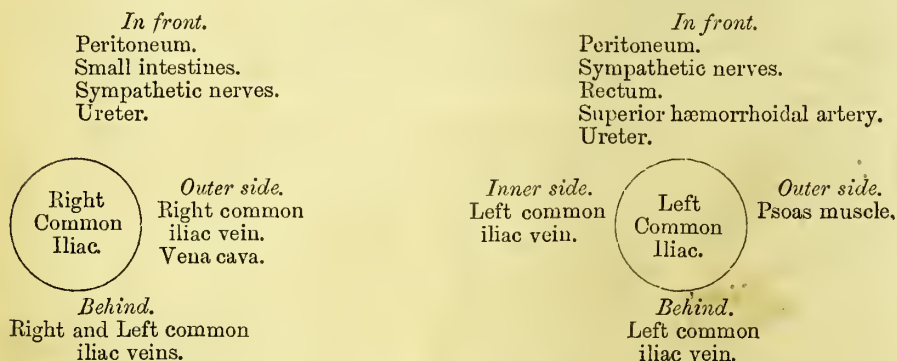 In front.
Peritoneum.
Small intestines.
Sympathetic nerves.
Ureter.
Right
Common
Iliac.
Outer side.
Right common
iliac vein.
Vena cava.
Behind.
Right and Left common
iliac veins.
In front.
Peritoneum.
Sympathetic nerves.
Rectum.
Superior hæmorrhoidal artery.
Ureter.
Inner side.
Left common
iliac vein.
Left
Common
Iliac.
Outer side.
Psoas muscle.
Behind.
Left common
iliac vein.